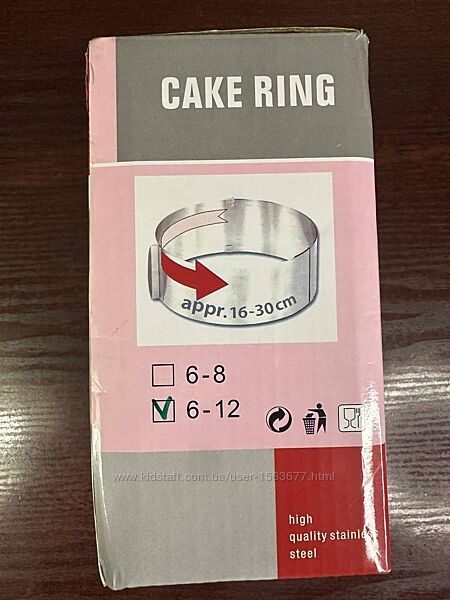 CAKE RING
appr. 16-30 cm
6-8
6-12
www.kidstaff.com.ua/user-1563677.html
high
quality stainless
steel